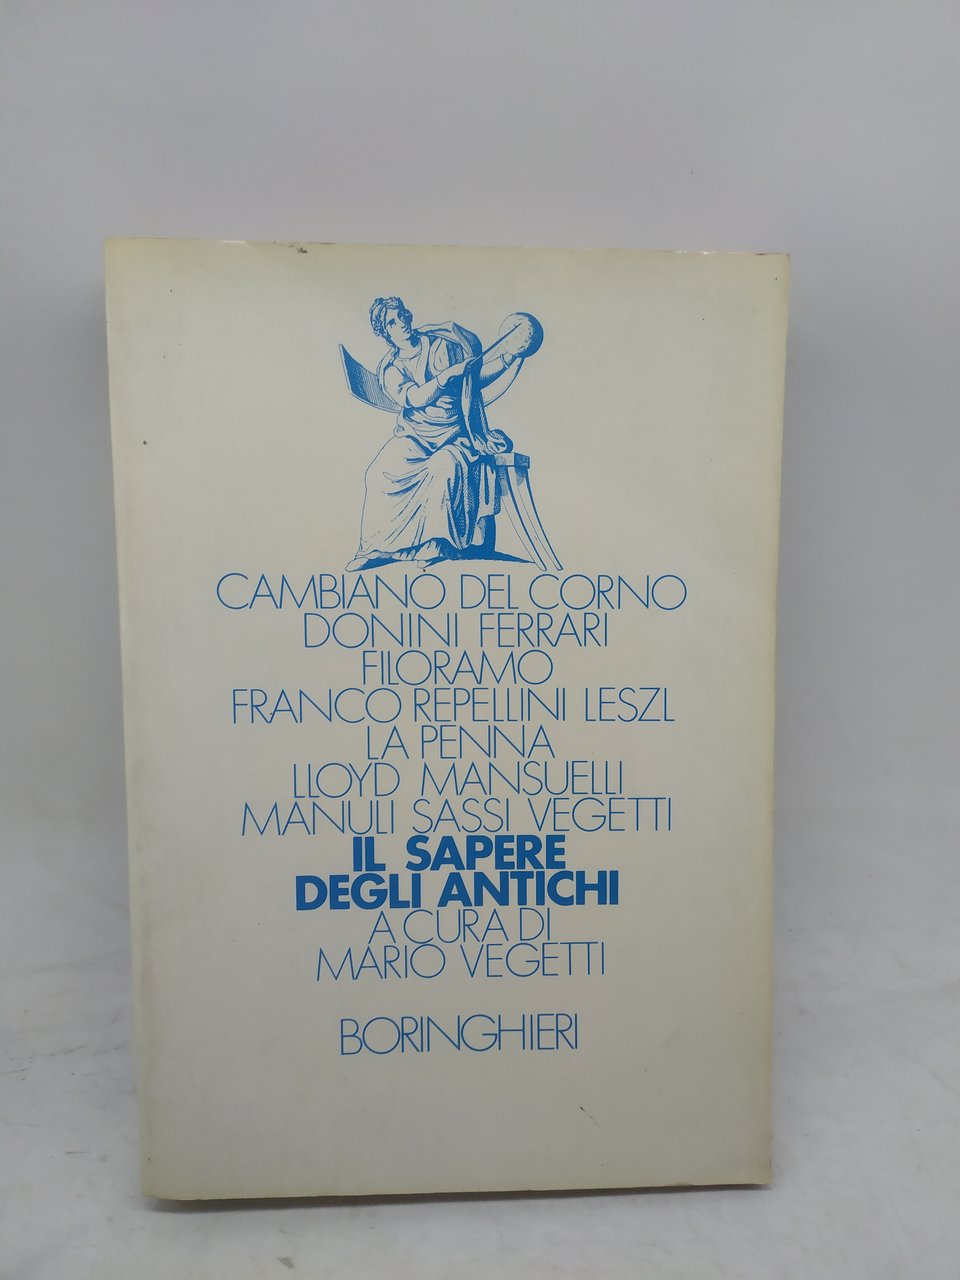 CAMBIANO DEL CORNO
DONINI FERRARI
FILORAMO
FRANCO REPELLINI LESZL
LA PENNA
LLOYD MANSUELLI
MANULI SASSI VEGETTI
IL SAPERE
DEGLI ANTICHI
A CURA DI
MARIO VEGETTI
BORINGHIERI